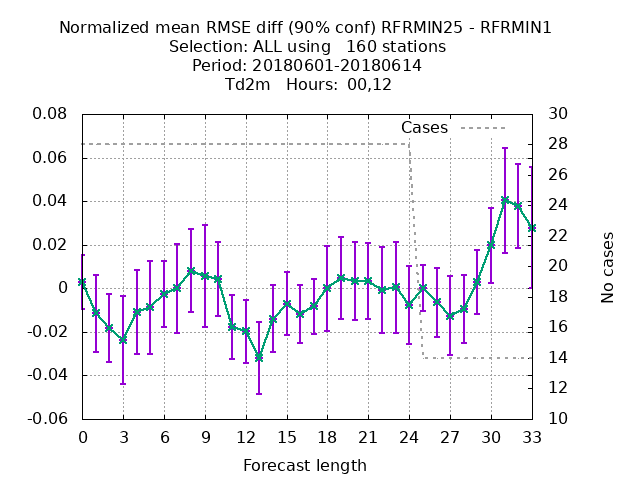 Normalized mean RMSE diff (90% conf) RFRMIN25 - RFRMIN1
Selection: ALL using   160 stations
Period: 20180601-20180614
Td2m   Hours:  00,12
Cases
0.08
0.06
0.04
0.02
0
-0.02
-0.04
-0.06
30
28
26
24
22
20
18
16
14
12
10
No cases
0 3 6 9 12 15 18 21 24 27 30 33
Forecast length